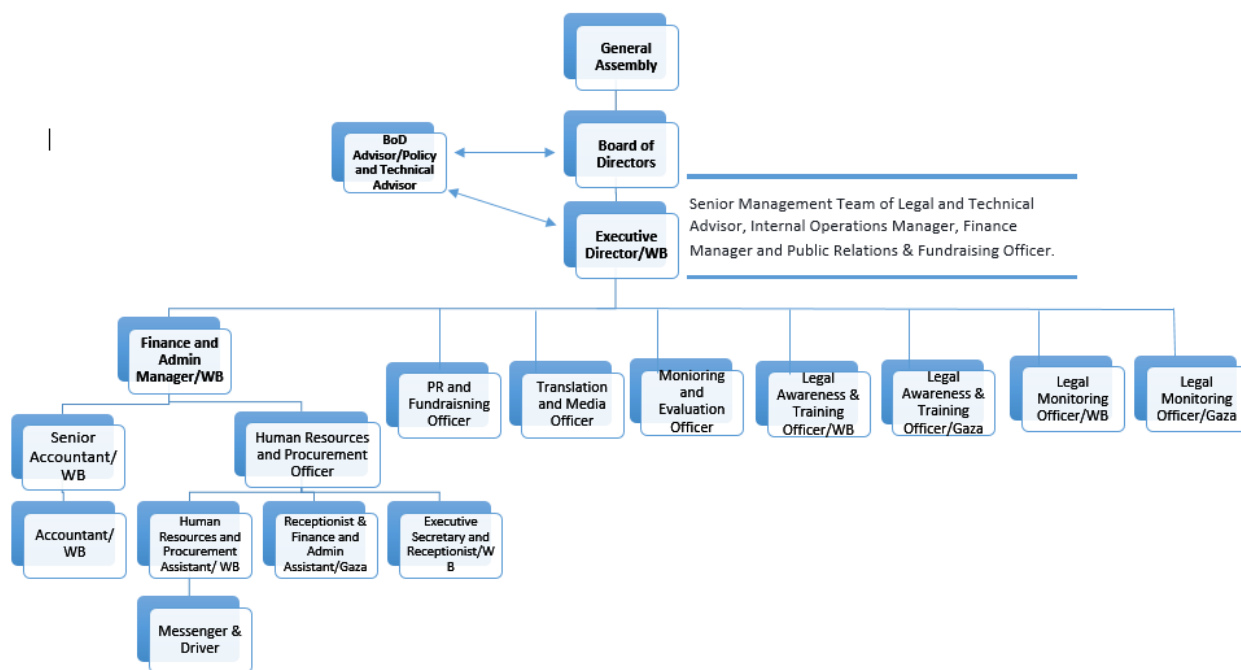 General
Assembly
BoD
Advisor/Policy
and Technical
Advisor
Board of
Directors
Executive
Director/WB
Senior Management Team of Legal and Technical
Advisor, Internal Operations Manager, Finance
Manager and Public Relations & Fundraising Officer.
Finance and
Admin
Manager/WB
PR and
Fundraisning
Officer
Translation
and Media
Officer
Monioring
and
Evaluation
Officer
Legal
Awareness &
Training
Officer/WB
Legal
Awareness &
Training
Officer/Gaza
Legal
Monitoring
Officer/WB
Legal
Monitoring
Officer/Gaza
Senior
Accountant/
WB
Human Resources
and Procurement
Officer
Accountant/
WB
Human
Resources and
Procurement
Assistant/ WB
Receptionist &
Finance and
Admin
Assistant/Gaza
Executive
Secretary and
Receptionist/W
B
Messenger &
Driver